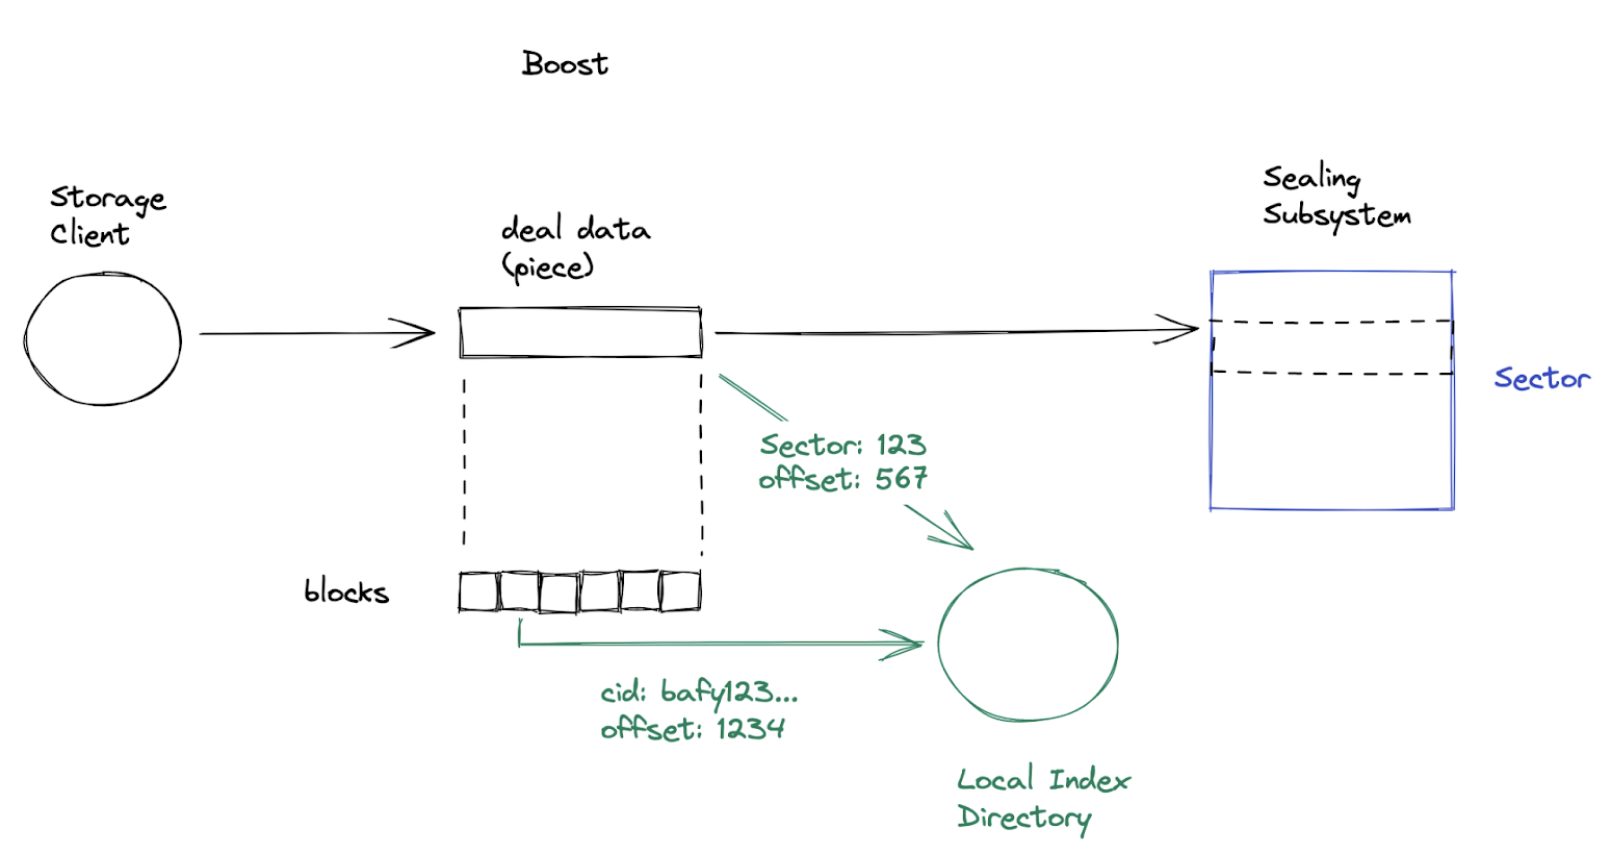 Boost
Storage
Client
deal data
(piece)
Sealing
Subsystem
Sector
Sector: 123
offset: 567
blocks
cid: bafy123...
offset: 1234
Local Index
Directory